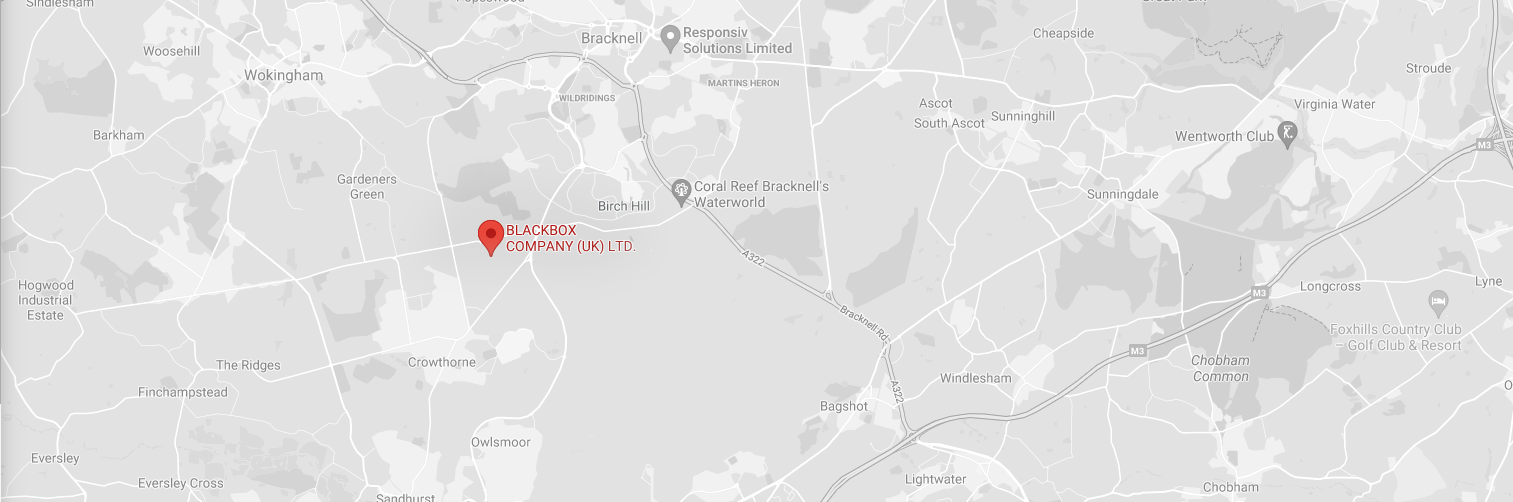 Sindlesham
Popeswood
Great Park
Woosehill
Bracknell
Responsiv
Solutions Limited
Cheapside
Wokingham
MARTINS HERON
Stroude
WILDRIDINGS
Ascot
Virginia Water
South Ascot
Sunninghill
Barkham
Wentworth Club
M3
Gardeners
Green
Coral Reef Bracknell's
Waterworld
Sunningdale
Birch Hill
BLACKBOX
COMPANY (UK) LTD.
A322
Hogwood
Industrial
Estate
M3
Longcross
Lyne
Bracknell Rd
Foxhills Country Club
– Golf Club & Resort
M3
The Ridges
Crowthorne
Chobham
Common
Windlesham
Finchampstead
A322
Bagshot
Owlsmoor
Eversley
Eversley Cross
Lightwater
Chobham
Sandhurst